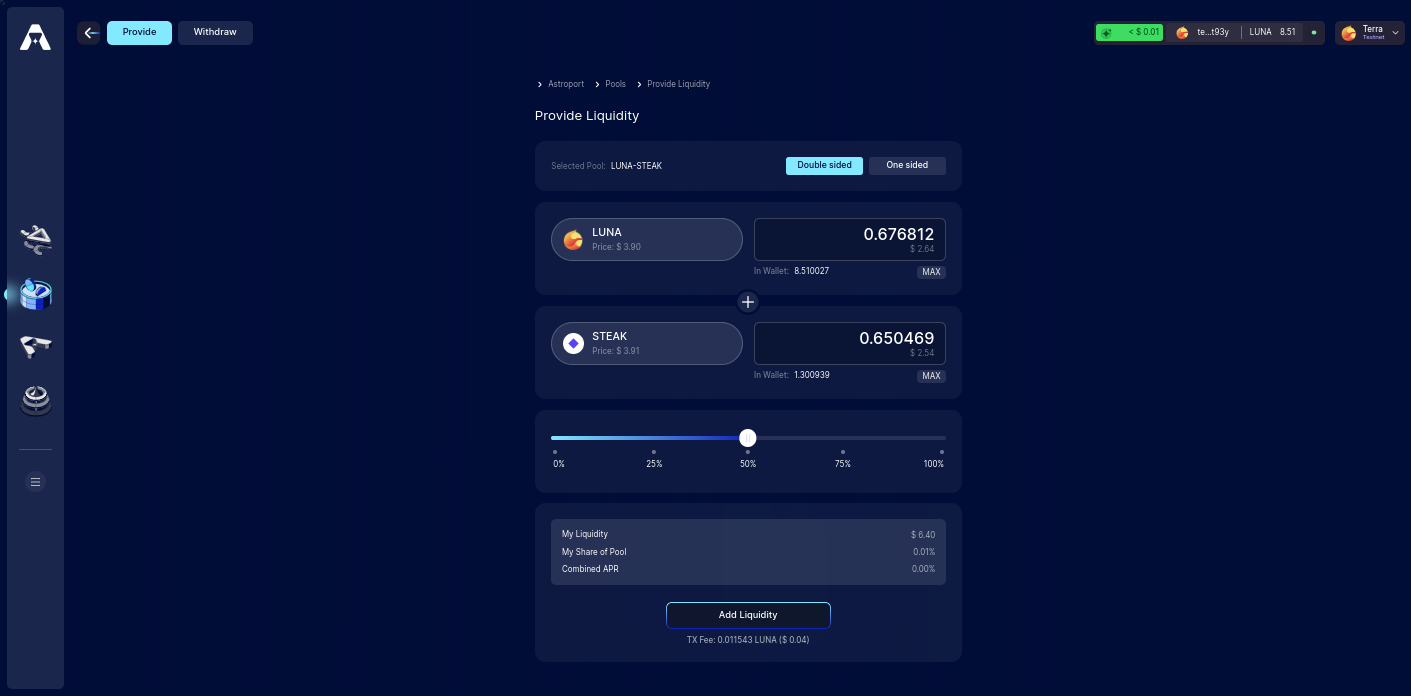 Provide
Withdraw
< $ 0.01
te...t93y
LUNA 8.51
Terra
Testnet
Astroport
Pools
Provide Liquidity
Provide Liquidity
Selected Pool: LUNA-STEAK
Double sided
One sided
LUNA
Price: $ 3.90
0.676812
$ 2.64
In Wallet: 8.510027
MAX
STEAK
Price: $ 3.91
0.650469
$ 2.54
In Wallet: 1.300939
MAX
0% 25% 50% 75% 100%
My Liquidity $ 6.40
My Share of Pool 0.01%
Combined APR 0.00%
Add Liquidity
TX Fee: 0.011543 LUNA ($ 0.04)